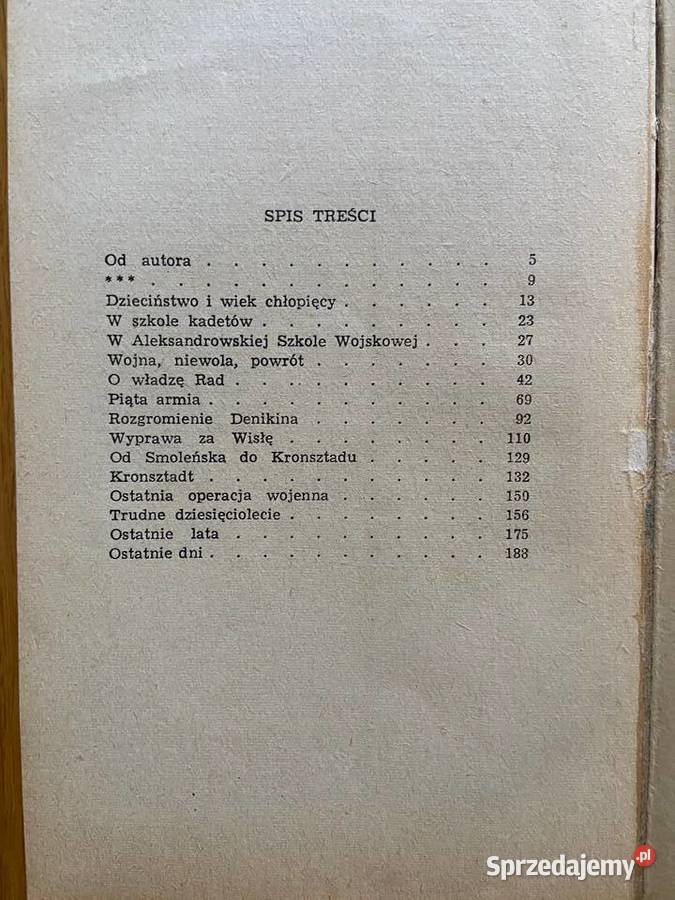 SPIS TREŚCI
Od autora . . . . . . . . . . . 5
*** . . . . . . . . . . . . . 9
Dzieciństwo i wiek chłopięcy . . . . . . 13
W szkole kadetów . . . . . . . . . 23
W Aleksandrowskiej Szkole Wojskowej . . . 27
Wojna, niewola, powrót . . . . . . . 30
O władzę Rad . . . . . . . . . . 42
Piąta armia . . . . . . . . . . . 69
Rozgromienie Denikina . . . . . . . 92
Wyprawa za Wisłę . . . . . . . . 110
Od Smoleńska do Kronsztadu . . . . . 129
Kronsztadt . . . . . . . . . . . 132
Ostatnia operacja wojenna . . . . . . 150
Trudne dziesięciolecie . . . . . . . . 156
Ostatnie lata . . . . . . . . . . 175
Ostatnie dni . . . . . . . . . . . 188
Sprzedajemy.pl